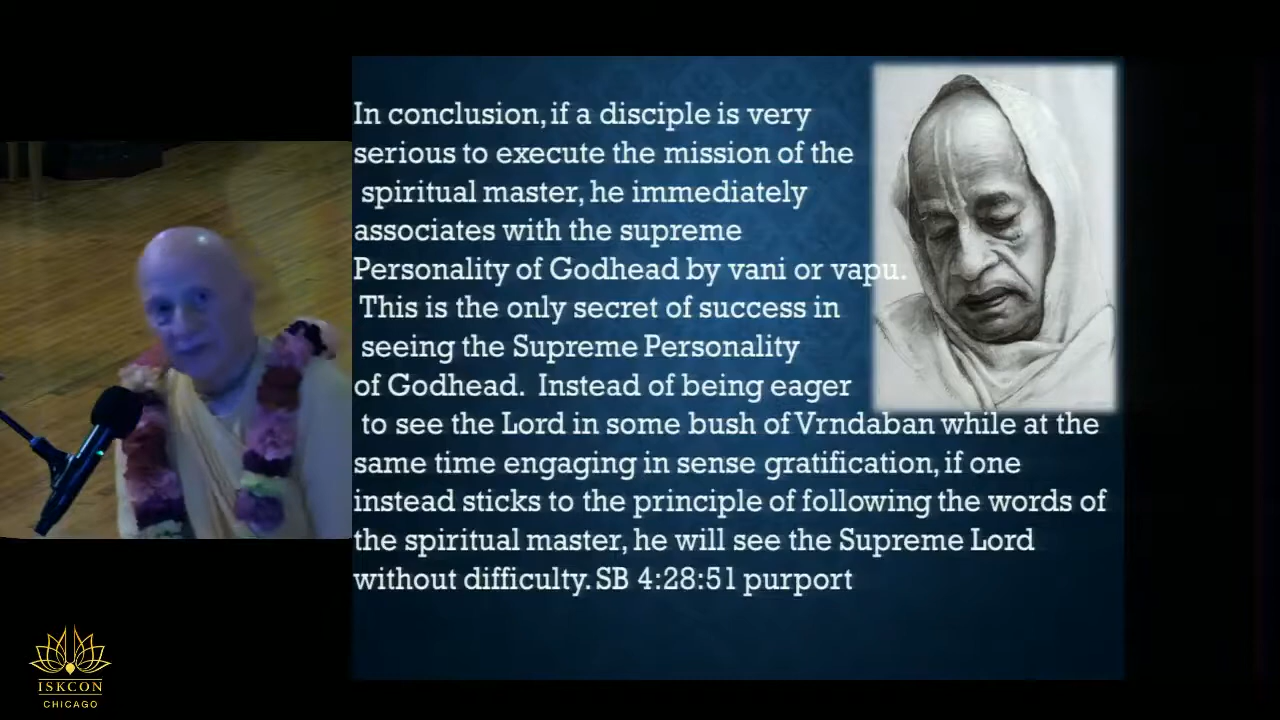 In conclusion, if a disciple is very
serious to execute the mission of the
spiritual master, he immediately
associates with the supreme
Personality of Godhead by vani or vapu.
This is the only secret of success in
seeing the Supreme Personality
of Godhead. Instead of being eager
to see the Lord in some bush of Vrndaban while at the
same time engaging in sense gratification, if one
instead sticks to the principle of following the words of
the spiritual master, he will see the Supreme Lord
without difficulty. SB 4:28:51 purport
ISKCON
CHICAGO